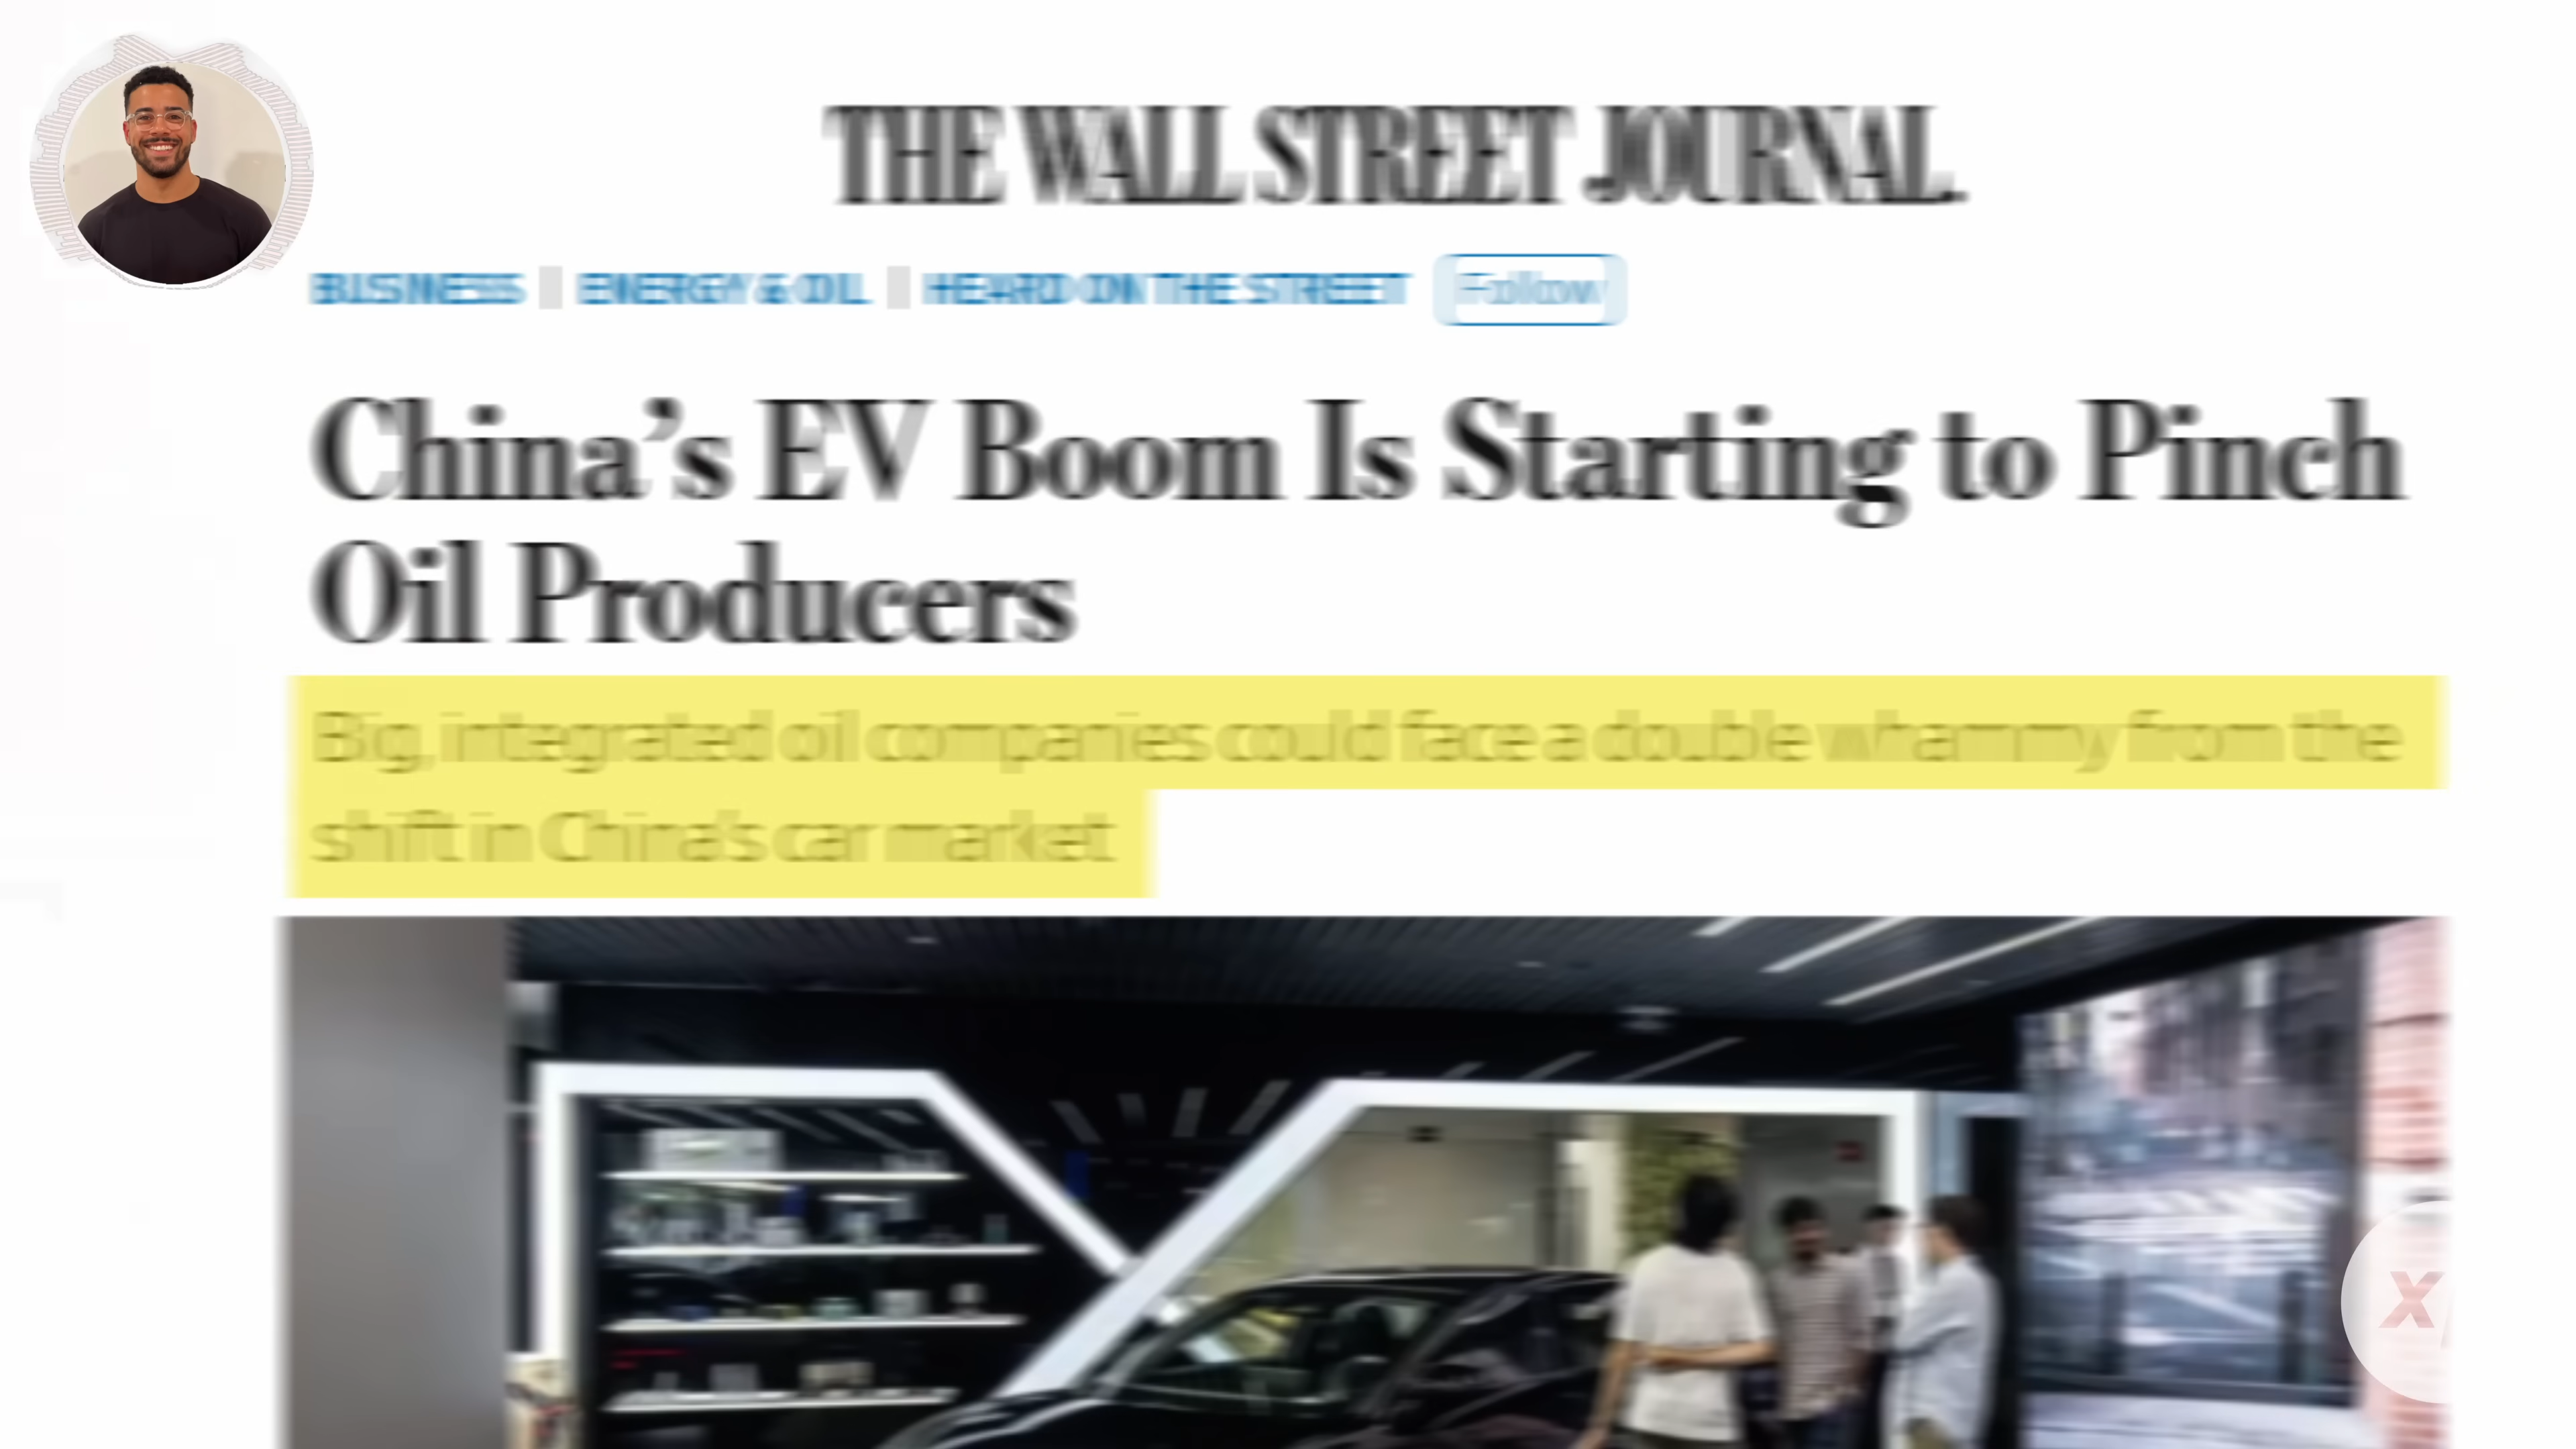 THE WALL STREET JOURNAL.
BUSINESS | ENERGY & OIL | HEARD ON THE STREET Follow
China's EV Boom Is Starting to Pinch
Oil Producers
Big, integrated oil companies could face a double whammy from the
shift in China's car market
X